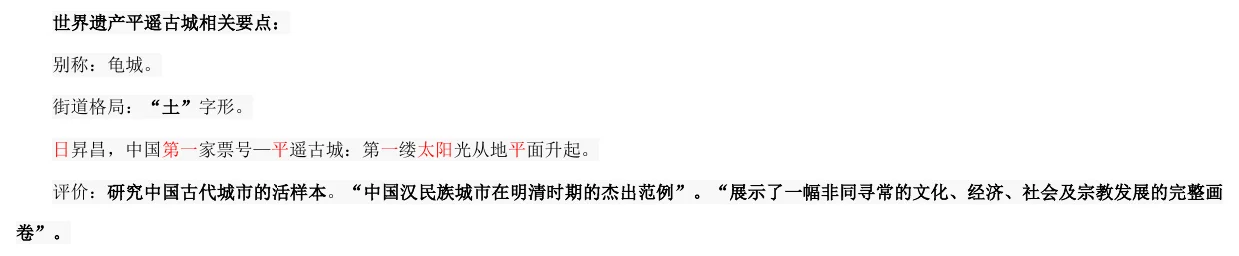 世界遗产平遥古城相关要点：
别称：龟城。
街道格局：“土”字形。
日昇昌，中国第一家票号—平遥古城：第一缕太阳光从地平面升起。
评价：研究中国古代城市的活样本。“中国汉民族城市在明清时期的杰出范例”。“展示了一幅非同寻常的文化、经济、社会及宗教发展的完整画
卷”。